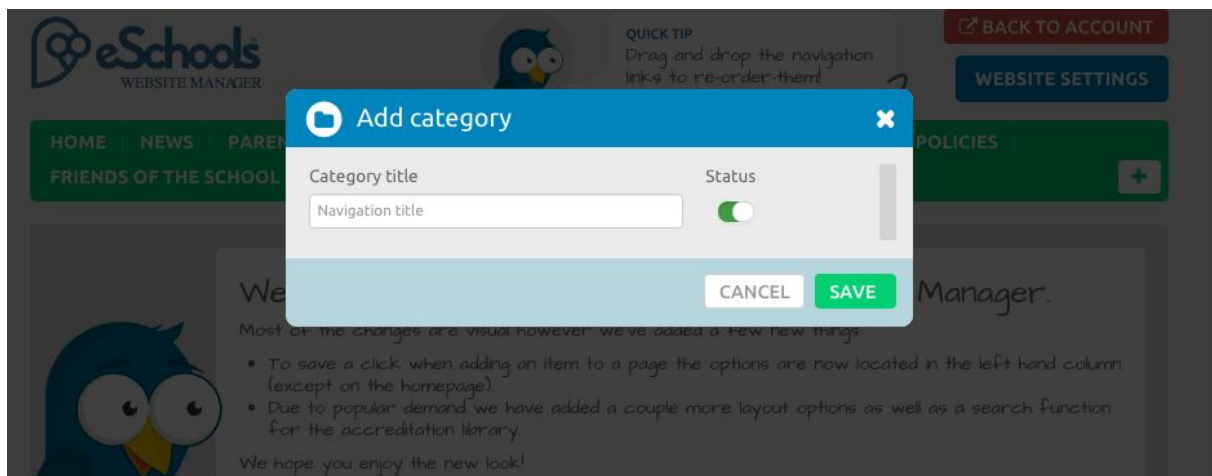 eSchools
WEBSITE MANAGER
QUICK TIP
Drag and drop the navigation
links to re-order them!
BACK TO ACCOUNT
WEBSITE SETTINGS
HOME NEWS PAREN POLICIES
FRIENDS OF THE SCHOOL
Add category
Category title Status
Navigation title
CANCEL SAVE
We Manager.
Most of the changes are visual however we've added a few new things
• To save a click when adding an item to a page the options are now located in the left hand column
(except on the homepage).
• Due to popular demand we have added a couple more layout options as well as a search function
for the accreditation library
We hope you enjoy the new look!